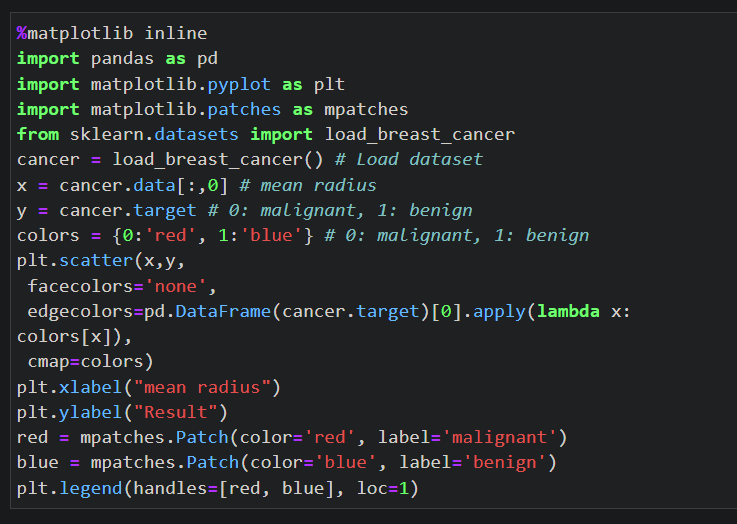 %matplotlib inline
import pandas as pd
import matplotlib.pyplot as plt
import matplotlib.patches as mpatches
from sklearn.datasets import load_breast_cancer
cancer = load_breast_cancer() # Load dataset
x = cancer.data[:,0] # mean radius
y = cancer.target # 0: malignant, 1: benign
colors = {0:'red', 1:'blue'} # 0: malignant, 1: benign
plt.scatter(x,y,
 facecolors='none',
 edgecolors=pd.DataFrame(cancer.target)[0].apply(lambda x:
colors[x]),
 cmap=colors)
plt.xlabel("mean radius")
plt.ylabel("Result")
red = mpatches.Patch(color='red', label='malignant')
blue = mpatches.Patch(color='blue', label='benign')
plt.legend(handles=[red, blue], loc=1)